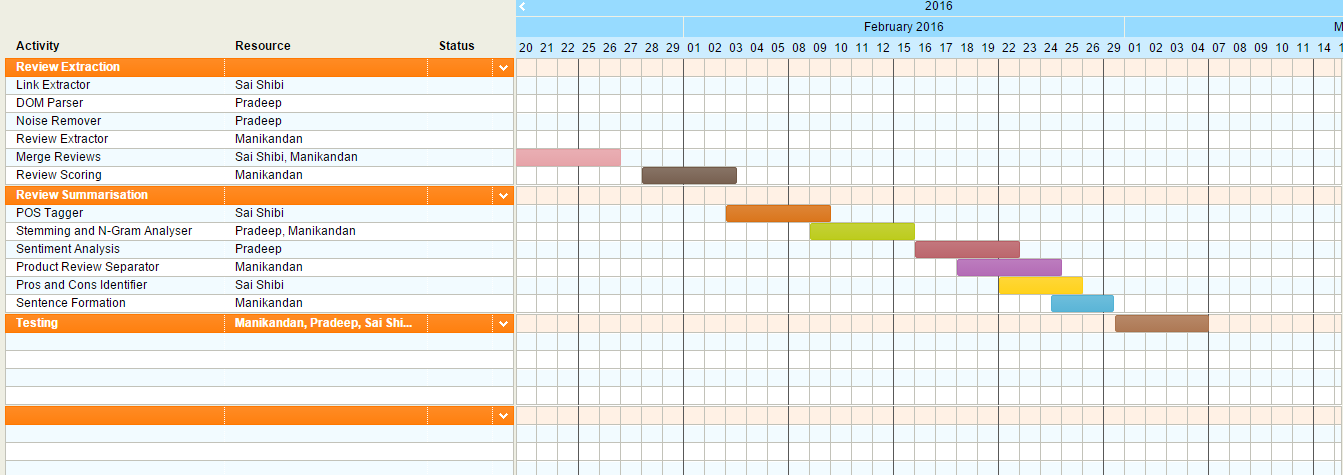 2016
February 2016 M
Activity Resource Status 20 21 22 25 26 27 28 29 01 02 03 04 05 08 09 10 11 12 15 16 17 18 19 22 23 24 25 26 29 01 02 03 04 07 08 09 10 11 14 1
Review Extraction
Link Extractor Sai Shibi
DOM Parser Pradeep
Noise Remover Pradeep
Review Extractor Manikandan
Merge Reviews Sai Shibi, Manikandan
Review Scoring Manikandan
Review Summarisation
POS Tagger Sai Shibi
Stemming and N-Gram Analyser Pradeep, Manikandan
Sentiment Analysis Pradeep
Product Review Separator Manikandan
Pros and Cons Identifier Sai Shibi
Sentence Formation Manikandan
Testing Manikandan, Pradeep, Sai Shi...